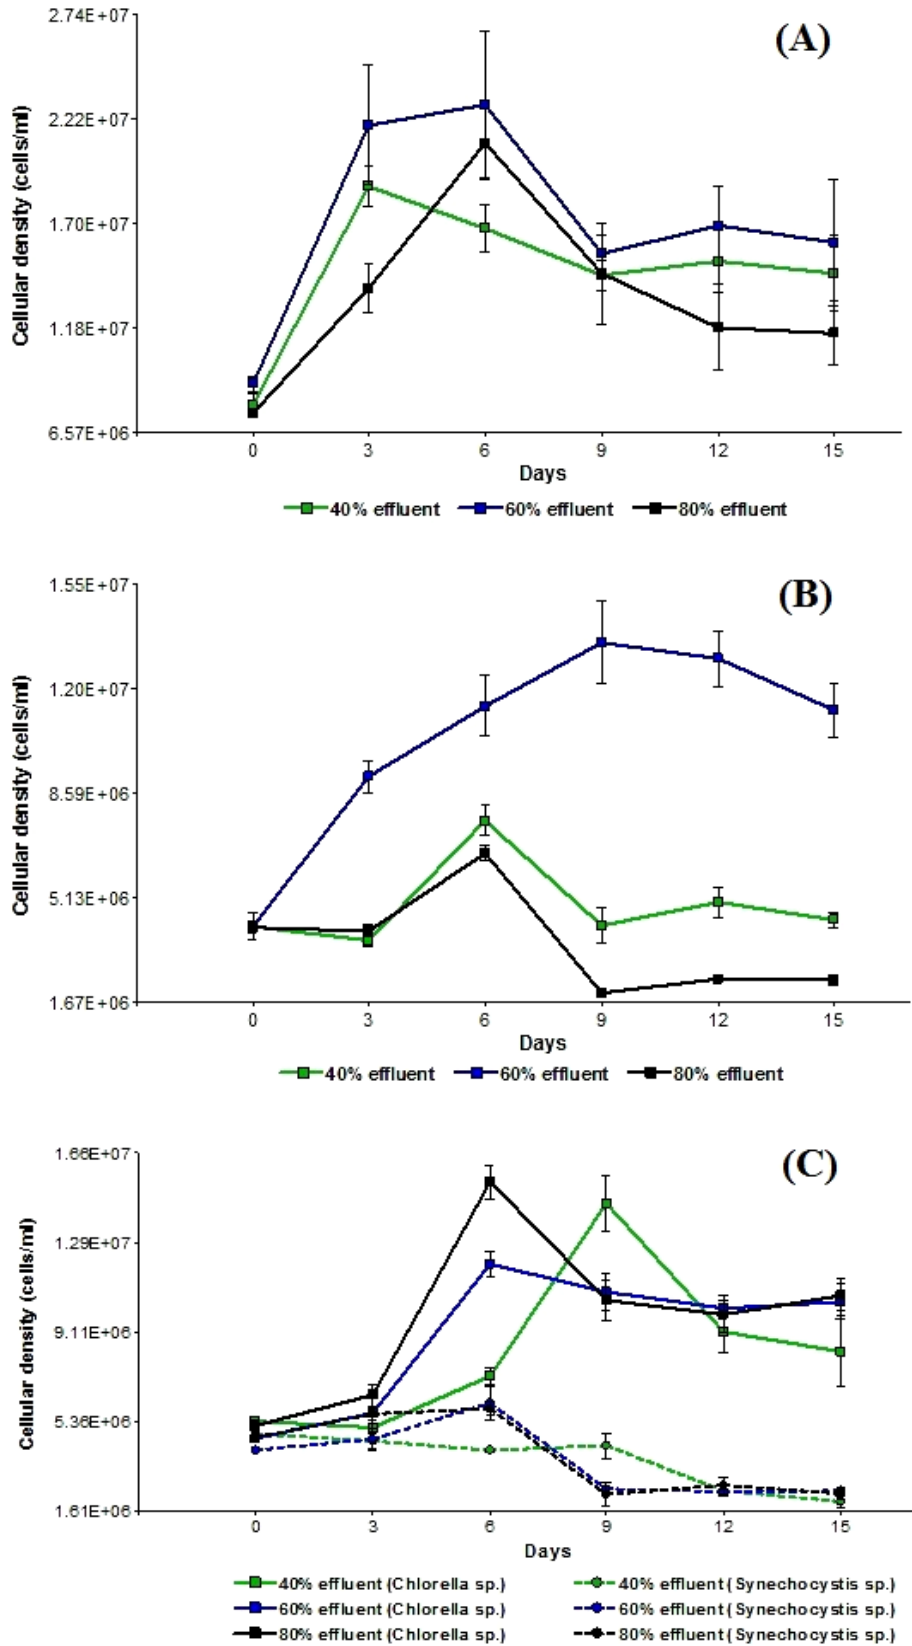 (A)
2.74E+07
2.22E+07
1.70E+07
1.18E+07
6.57E+06
Cellular density (cells/ml)
0 3 6 9 12 15
Days
40% effluent 60% effluent 80% effluent
(B)
1.55E+07
1.20E+07
8.59E+06
5.13E+06
1.67E+06
Cellular density (cells/ml)
0 3 6 9 12 15
Days
40% effluent 60% effluent 80% effluent
(C)
1.66E+07
1.29E+07
9.11E+06
5.36E+06
1.61E+06
Cellular density (cells/ml)
0 3 6 9 12 15
Days
40% effluent (Chlorella sp.) 40% effluent (Synechocystis sp.)
60% effluent (Chlorella sp.) 60% effluent (Synechocystis sp.)
80% effluent (Chlorella sp.) 80% effluent (Synechocystis sp.)